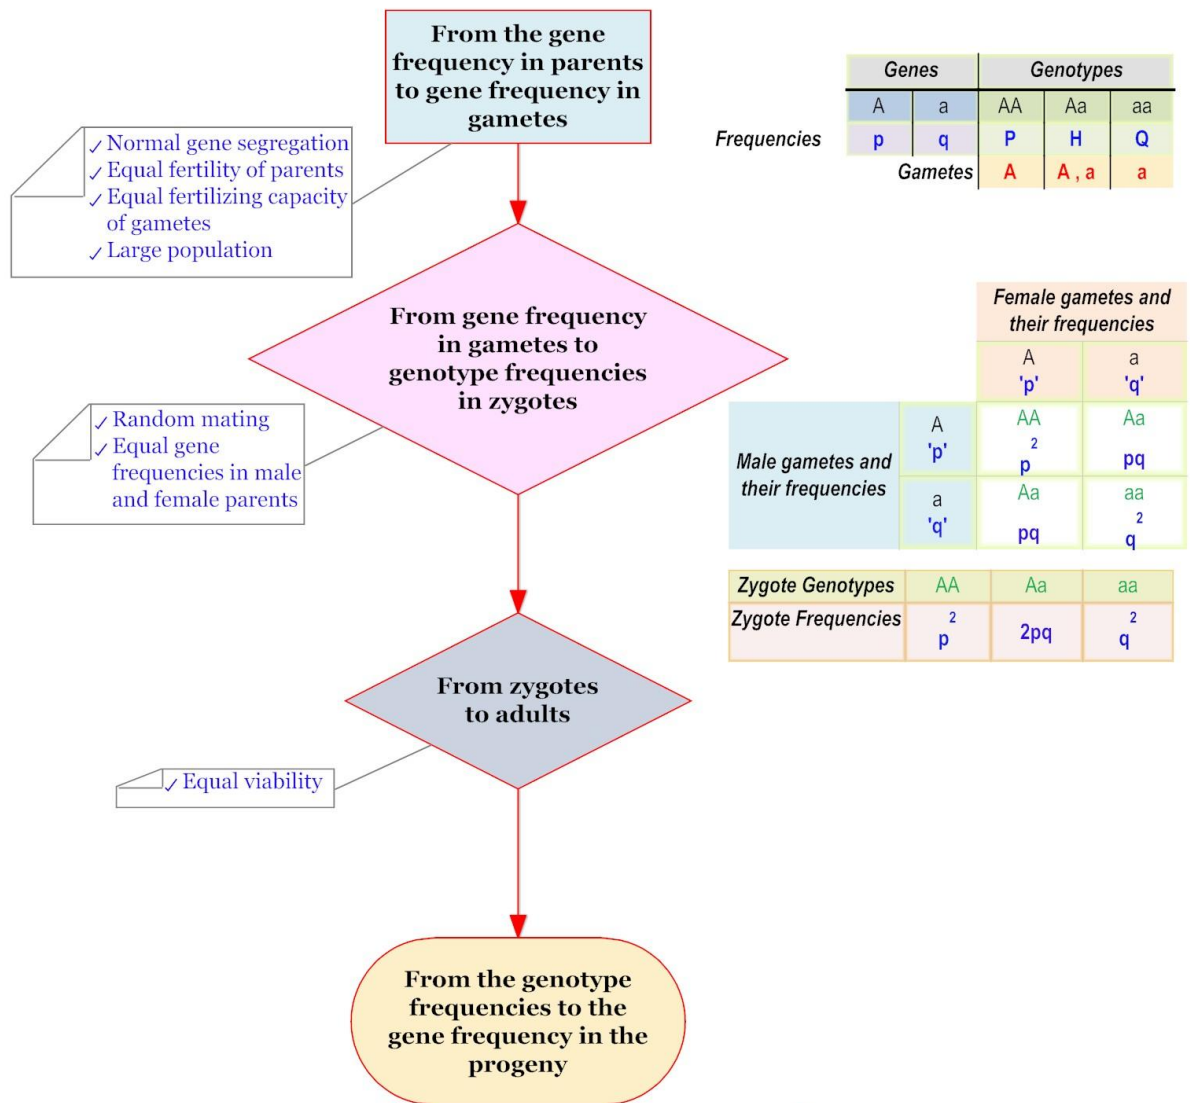 From the gene
frequency in parents
to gene frequency in
gametes
✓ Normal gene segregation
✓ Equal fertility of parents
✓ Equal fertilizing capacity
of gametes
✓ Large population
From gene frequency
in gametes to
genotype frequencies
in zygotes
✓ Random mating
✓ Equal gene
frequencies in male
and female parents
From zygotes
to adults
✓ Equal viability
From the genotype
frequencies to the
gene frequency in the
progeny
Genes Genotypes
A a AA Aa aa
Frequencies p q P H Q
Gametes A A , a a
Female gametes and
their frequencies
A a
'p' 'q'
Male gametes and
their frequencies
A AA Aa
'p' p² pq
a Aa aa
'q' pq q²
Zygote Genotypes AA Aa aa
Zygote Frequencies p² 2pq q²